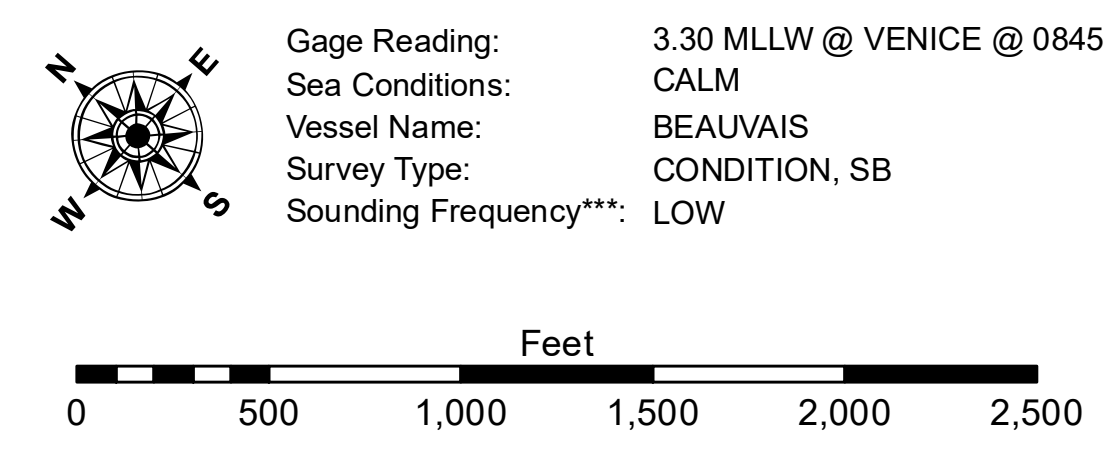 N E
W S
Gage Reading: 3.30 MLLW @ VENICE @ 0845
Sea Conditions: CALM
Vessel Name: BEAUVAIS
Survey Type: CONDITION, SB
Sounding Frequency***: LOW
Feet
0 500 1,000 1,500 2,000 2,500